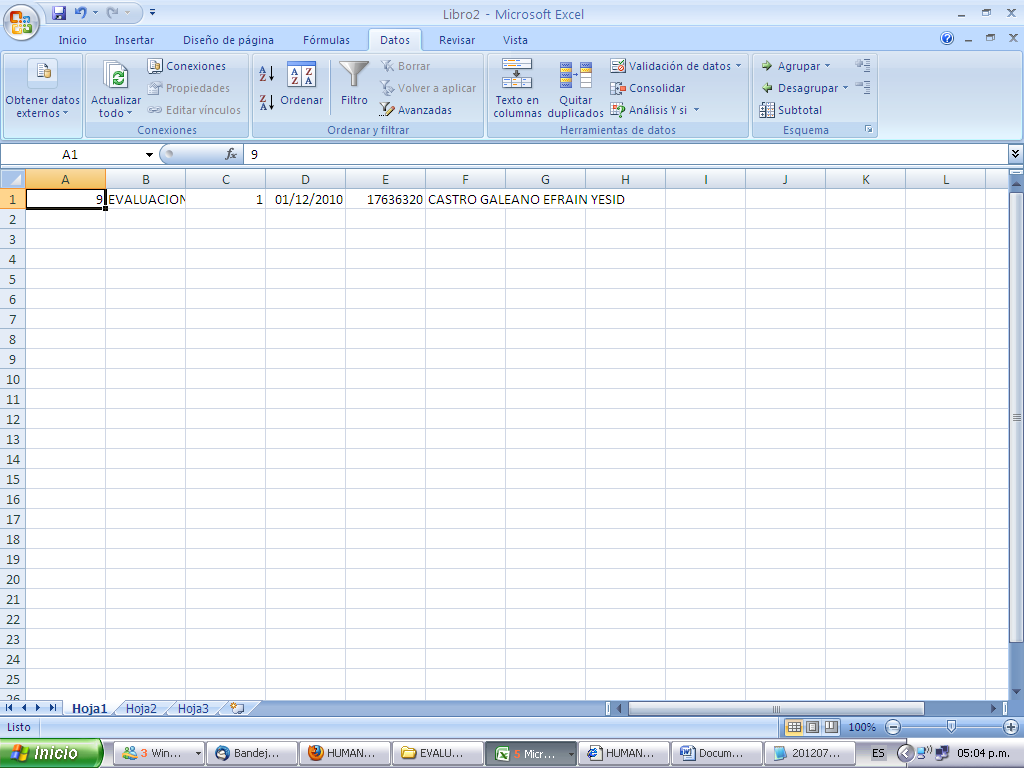 Libro2 - Microsoft Excel
Inicio Insertar Diseño de página Fórmulas Datos Revisar Vista
Obtener datos externos
Actualizar todo
Conexiones
Propiedades
Editar vínculos
Conexiones
Ordenar
Filtro
Borrar
Volver a aplicar
Avanzadas
Ordenar y filtrar
Texto en columnas
Quitar duplicados
Validación de datos
Consolidar
Análisis Y si
Herramientas de datos
Agrupar
Desagrupar
Subtotal
Esquema
A1 fx 9
A B C D E F G H I J K L
1 9 EVALUACION 1 01/12/2010 17636320 CASTRO GALEANO EFRAIN YESID
2
3
4
5
6
7
8
9
10
11
12
13
14
15
16
17
18
19
20
21
22
23
24
25
26
Hoja1 Hoja2 Hoja3
Listo 100%
Inicio 3 Win... Bandej... HUMAN... EVALU... 5 Micr... HUMAN... Docum... 201207... ES 05:04 p.m.